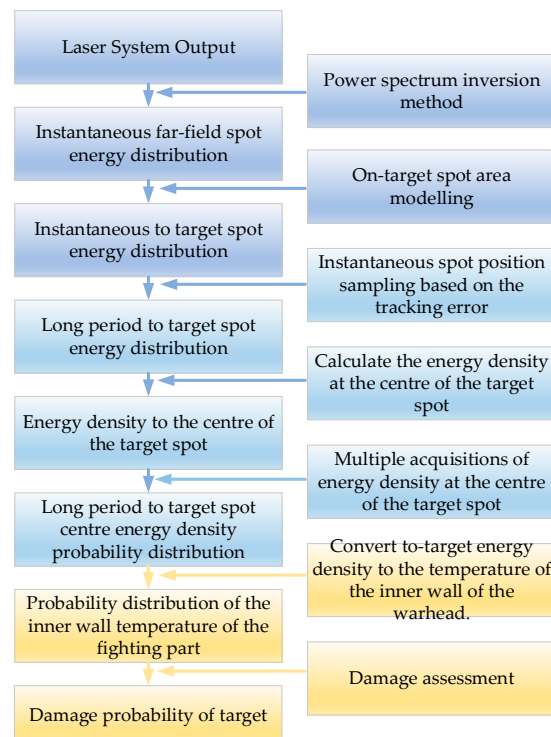 Laser System Output
Power spectrum inversion
method
Instantaneous far-field spot
energy distribution
On-target spot area
modelling
Instantaneous to target spot
energy distribution
Instantaneous spot position
sampling based on the
tracking error
Long period to target spot
energy distribution
Calculate the energy density
at the centre of the target
spot
Energy density to the centre of
the target spot
Multiple acquisitions of
energy density at the centre
of the target spot
Long period to target spot
centre energy density
probability distribution
Convert to-target energy
density to the temperature of
the inner wall of the
warhead.
Probability distribution of the
inner wall temperature of the
fighting part
Damage assessment
Damage probability of target